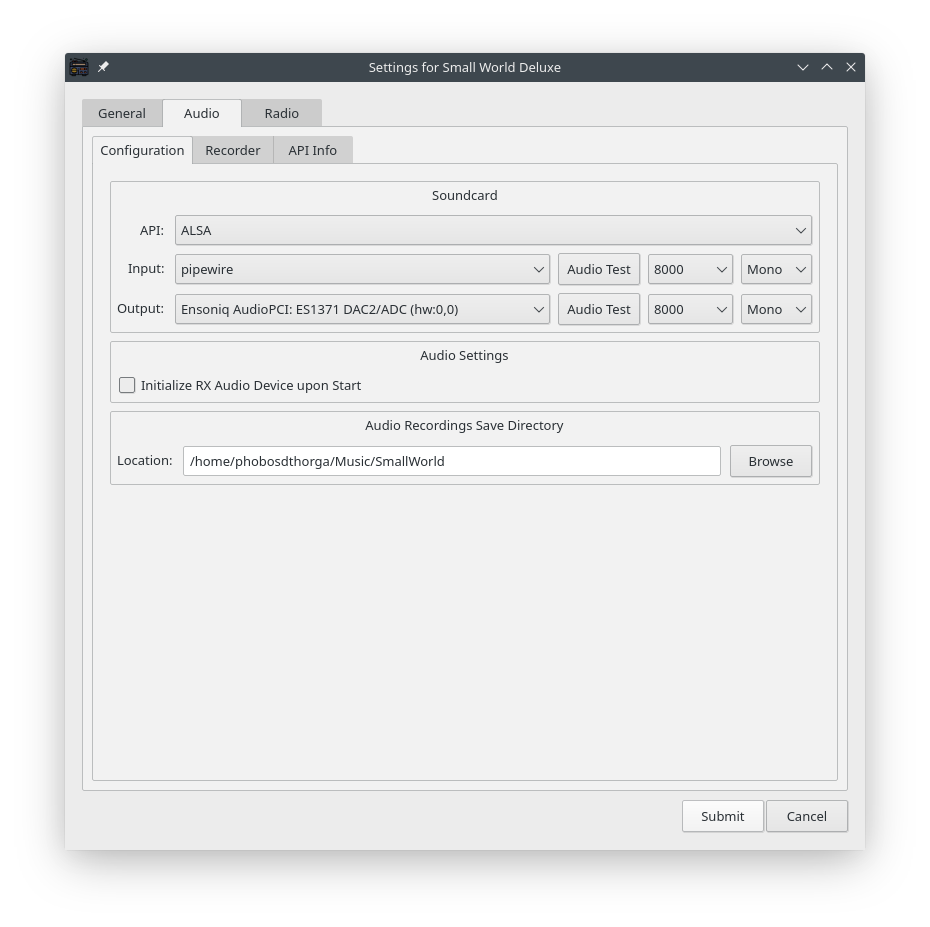 Settings for Small World Deluxe
General Audio Radio
Configuration Recorder API Info
Soundcard
API: ALSA
Input: pipewire Audio Test 8000 Mono
Output: Ensoniq AudioPCI: ES1371 DAC2/ADC (hw:0,0) Audio Test 8000 Mono
Audio Settings
Initialize RX Audio Device upon Start
Audio Recordings Save Directory
Location: /home/phobosdthorga/Music/SmallWorld Browse
Submit Cancel